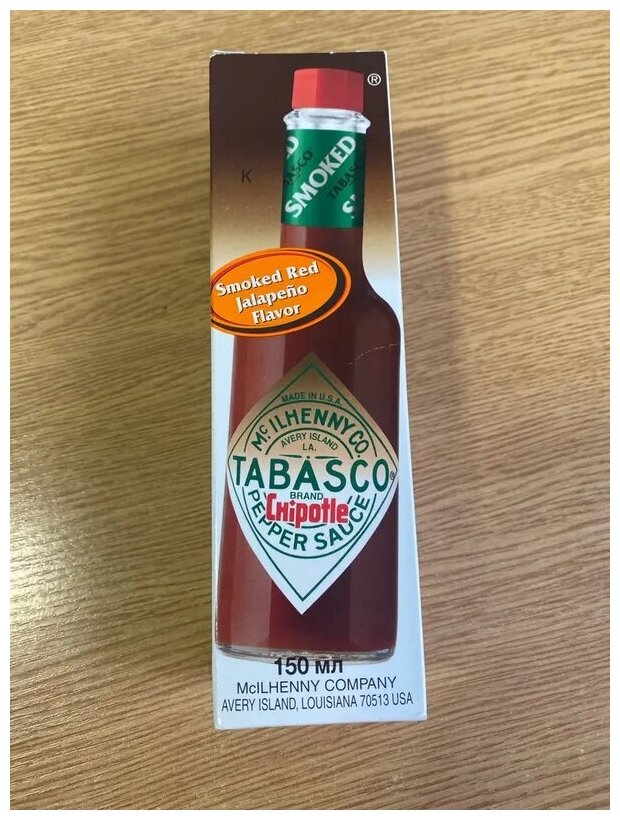 ®
SMOKED
TABASCO
K
Smoked Red
Jalapeño
Flavor
MADE IN U.S.A.
McILHENNY CO.
AVERY ISLAND
LA.
TABASCO®
BRAND
CHipotle
PEPPER SAUCE
150 мл
McILHENNY COMPANY
AVERY ISLAND, LOUISIANA 70513 USA